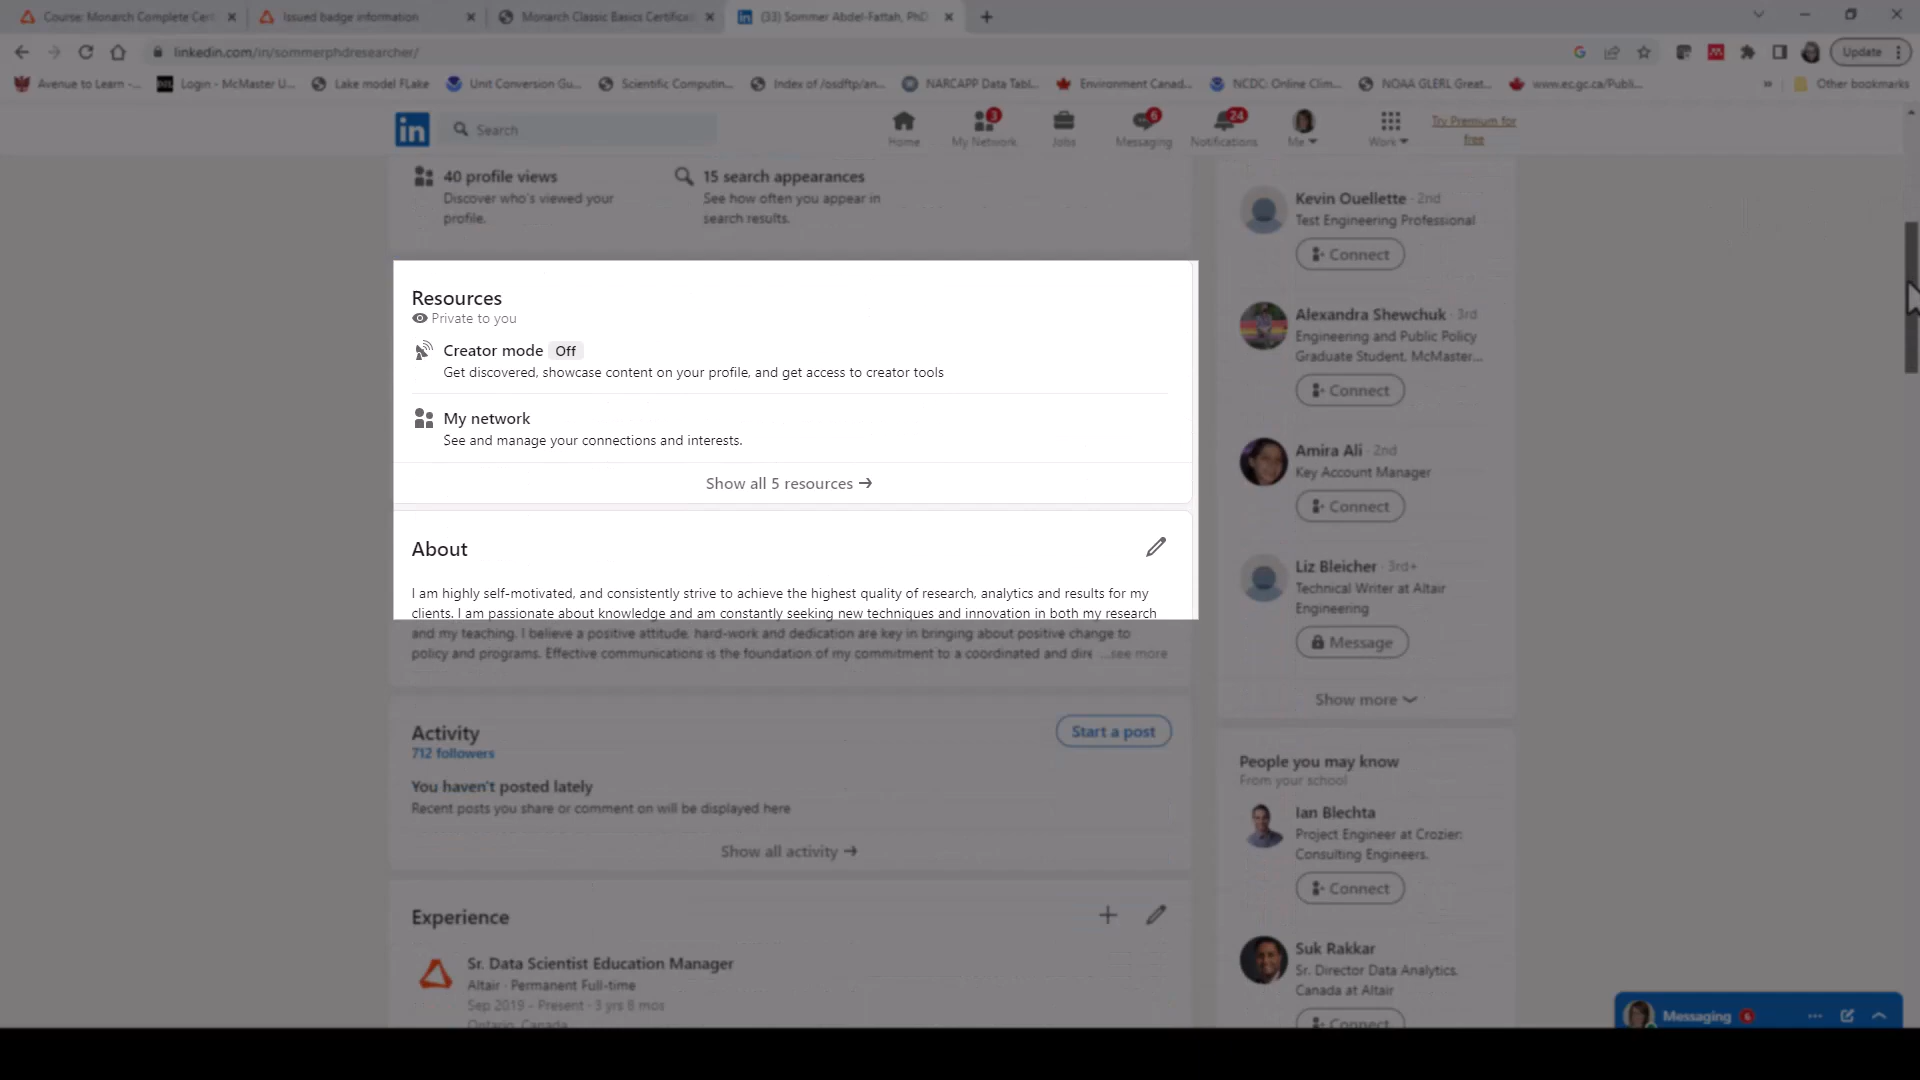 Course: Monarch Complete Cert
Issued badge information
Monarch Classic Basics Certificat
(33) Sommer Abdel-Fattah, PhD
linkedin.com/in/sommerphdresearcher/
Update
Avenue to Learn -...
Login - McMaster U...
Lake model FLake
Unit Conversion Gu...
Scientific Computin...
Index of /osdftp/an...
NARCAPP Data Tabl...
Environment Canad...
NCDC: Online Clim...
NOAA GLERL Great...
www.ec.gc.ca/Publi...
»
Other bookmarks
in
Search
Home
3
My Network
Jobs
6
Messaging
24
Notifications
Me
Work
Try Premium for
free
40 profile views
Discover who's viewed your
profile.
15 search appearances
See how often you appear in
search results.
Resources
Private to you
Creator mode Off
Get discovered, showcase content on your profile, and get access to creator tools
My network
See and manage your connections and interests.
Show all 5 resources →
About
I am highly self-motivated, and consistently strive to achieve the highest quality of research, analytics and results for my
clients. I am passionate about knowledge and am constantly seeking new techniques and innovation in both my research
and my teaching. I believe a positive attitude, hard-work and dedication are key in bringing about positive change to
policy and programs. Effective communications is the foundation of my commitment to a coordinated and dire ...see more
Activity
712 followers
Start a post
You haven't posted lately
Recent posts you share or comment on will be displayed here
Show all activity →
Experience
Sr. Data Scientist Education Manager
Altair · Permanent Full-time
Sep 2019 - Present · 3 yrs 8 mos
Ontario, Canada
Kevin Ouellette · 2nd
Test Engineering Professional
Connect
Alexandra Shewchuk · 3rd
Engineering and Public Policy
Graduate Student, McMaster...
Connect
Amira Ali · 2nd
Key Account Manager
Connect
Liz Bleicher · 3rd+
Technical Writer at Altair
Engineering
Message
Show more
People you may know
From your school
Ian Blechta
Project Engineer at Crozier:
Consulting Engineers.
Connect
Suk Rakkar
Sr. Director Data Analytics.
Canada at Altair
Connect
Messaging 6